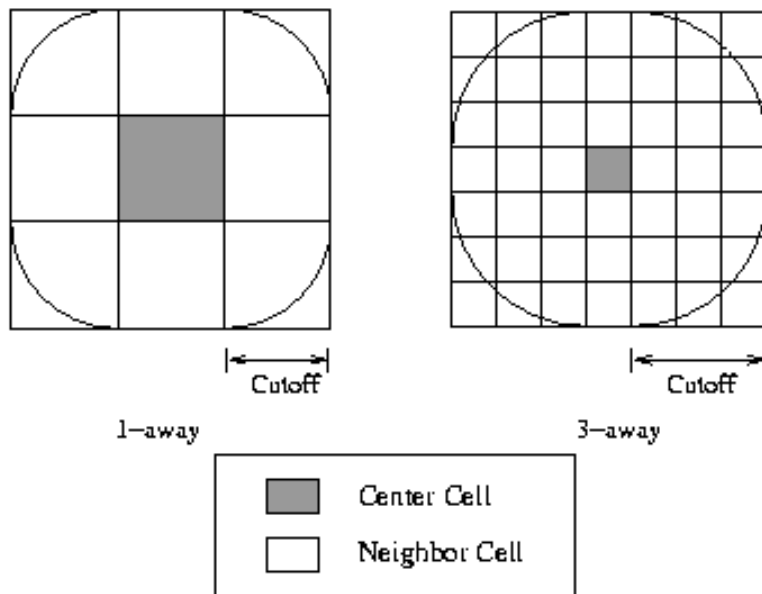 Cutoff
Cutoff
1-away
3-away
Center Cell
Neighbor Cell